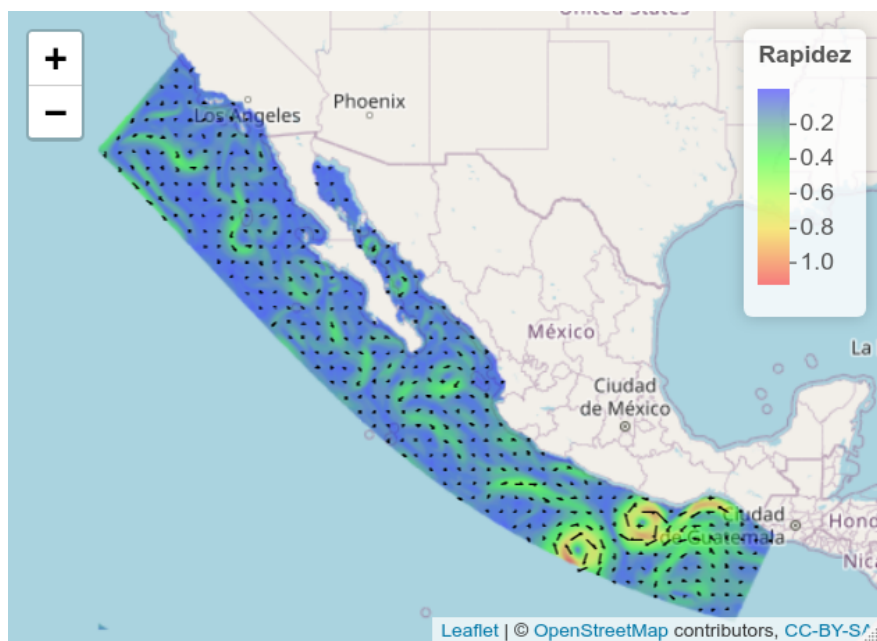 United States
+
−
Rapidez
0.2
0.4
0.6
0.8
1.0
Los Angeles
Phoenix
México
La
Ciudad
de México
Ciudad
de Guatemala
Hond
Nica
Leaflet | © OpenStreetMap contributors, CC-BY-SA